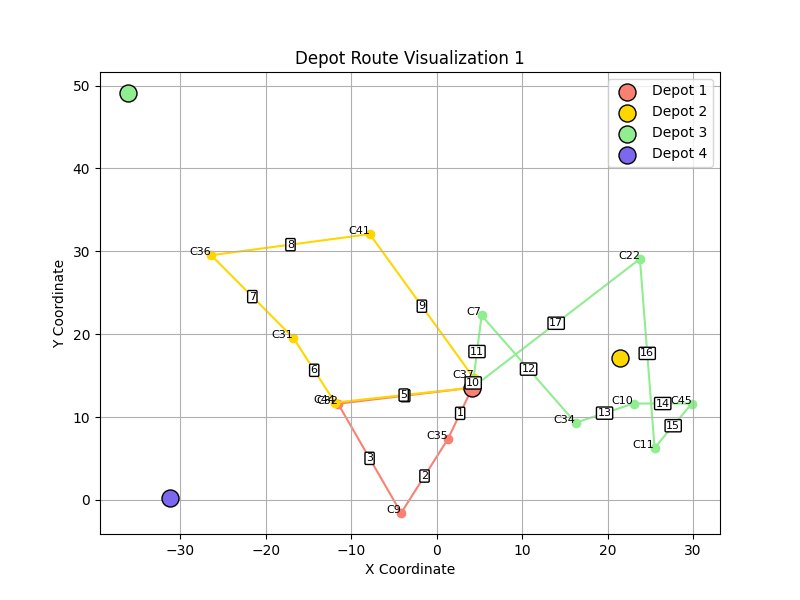 Depot Route Visualization 1
Depot 1
Depot 2
Depot 3
Depot 4
Y Coordinate
50
40
30
20
10
0
C41
C36
8
C22
7
9
C7
17
C31
11
16
6
12
C37
10
5
C10
14
C45
1
13
C34
15
C35
C11
3
2
C9
−30
−20
−10
0
10
20
30
X Coordinate